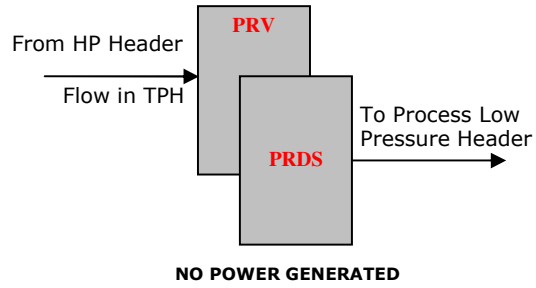 PRV
From HP Header
Flow in TPH
To Process Low
Pressure Header
PRDS
NO POWER GENERATED